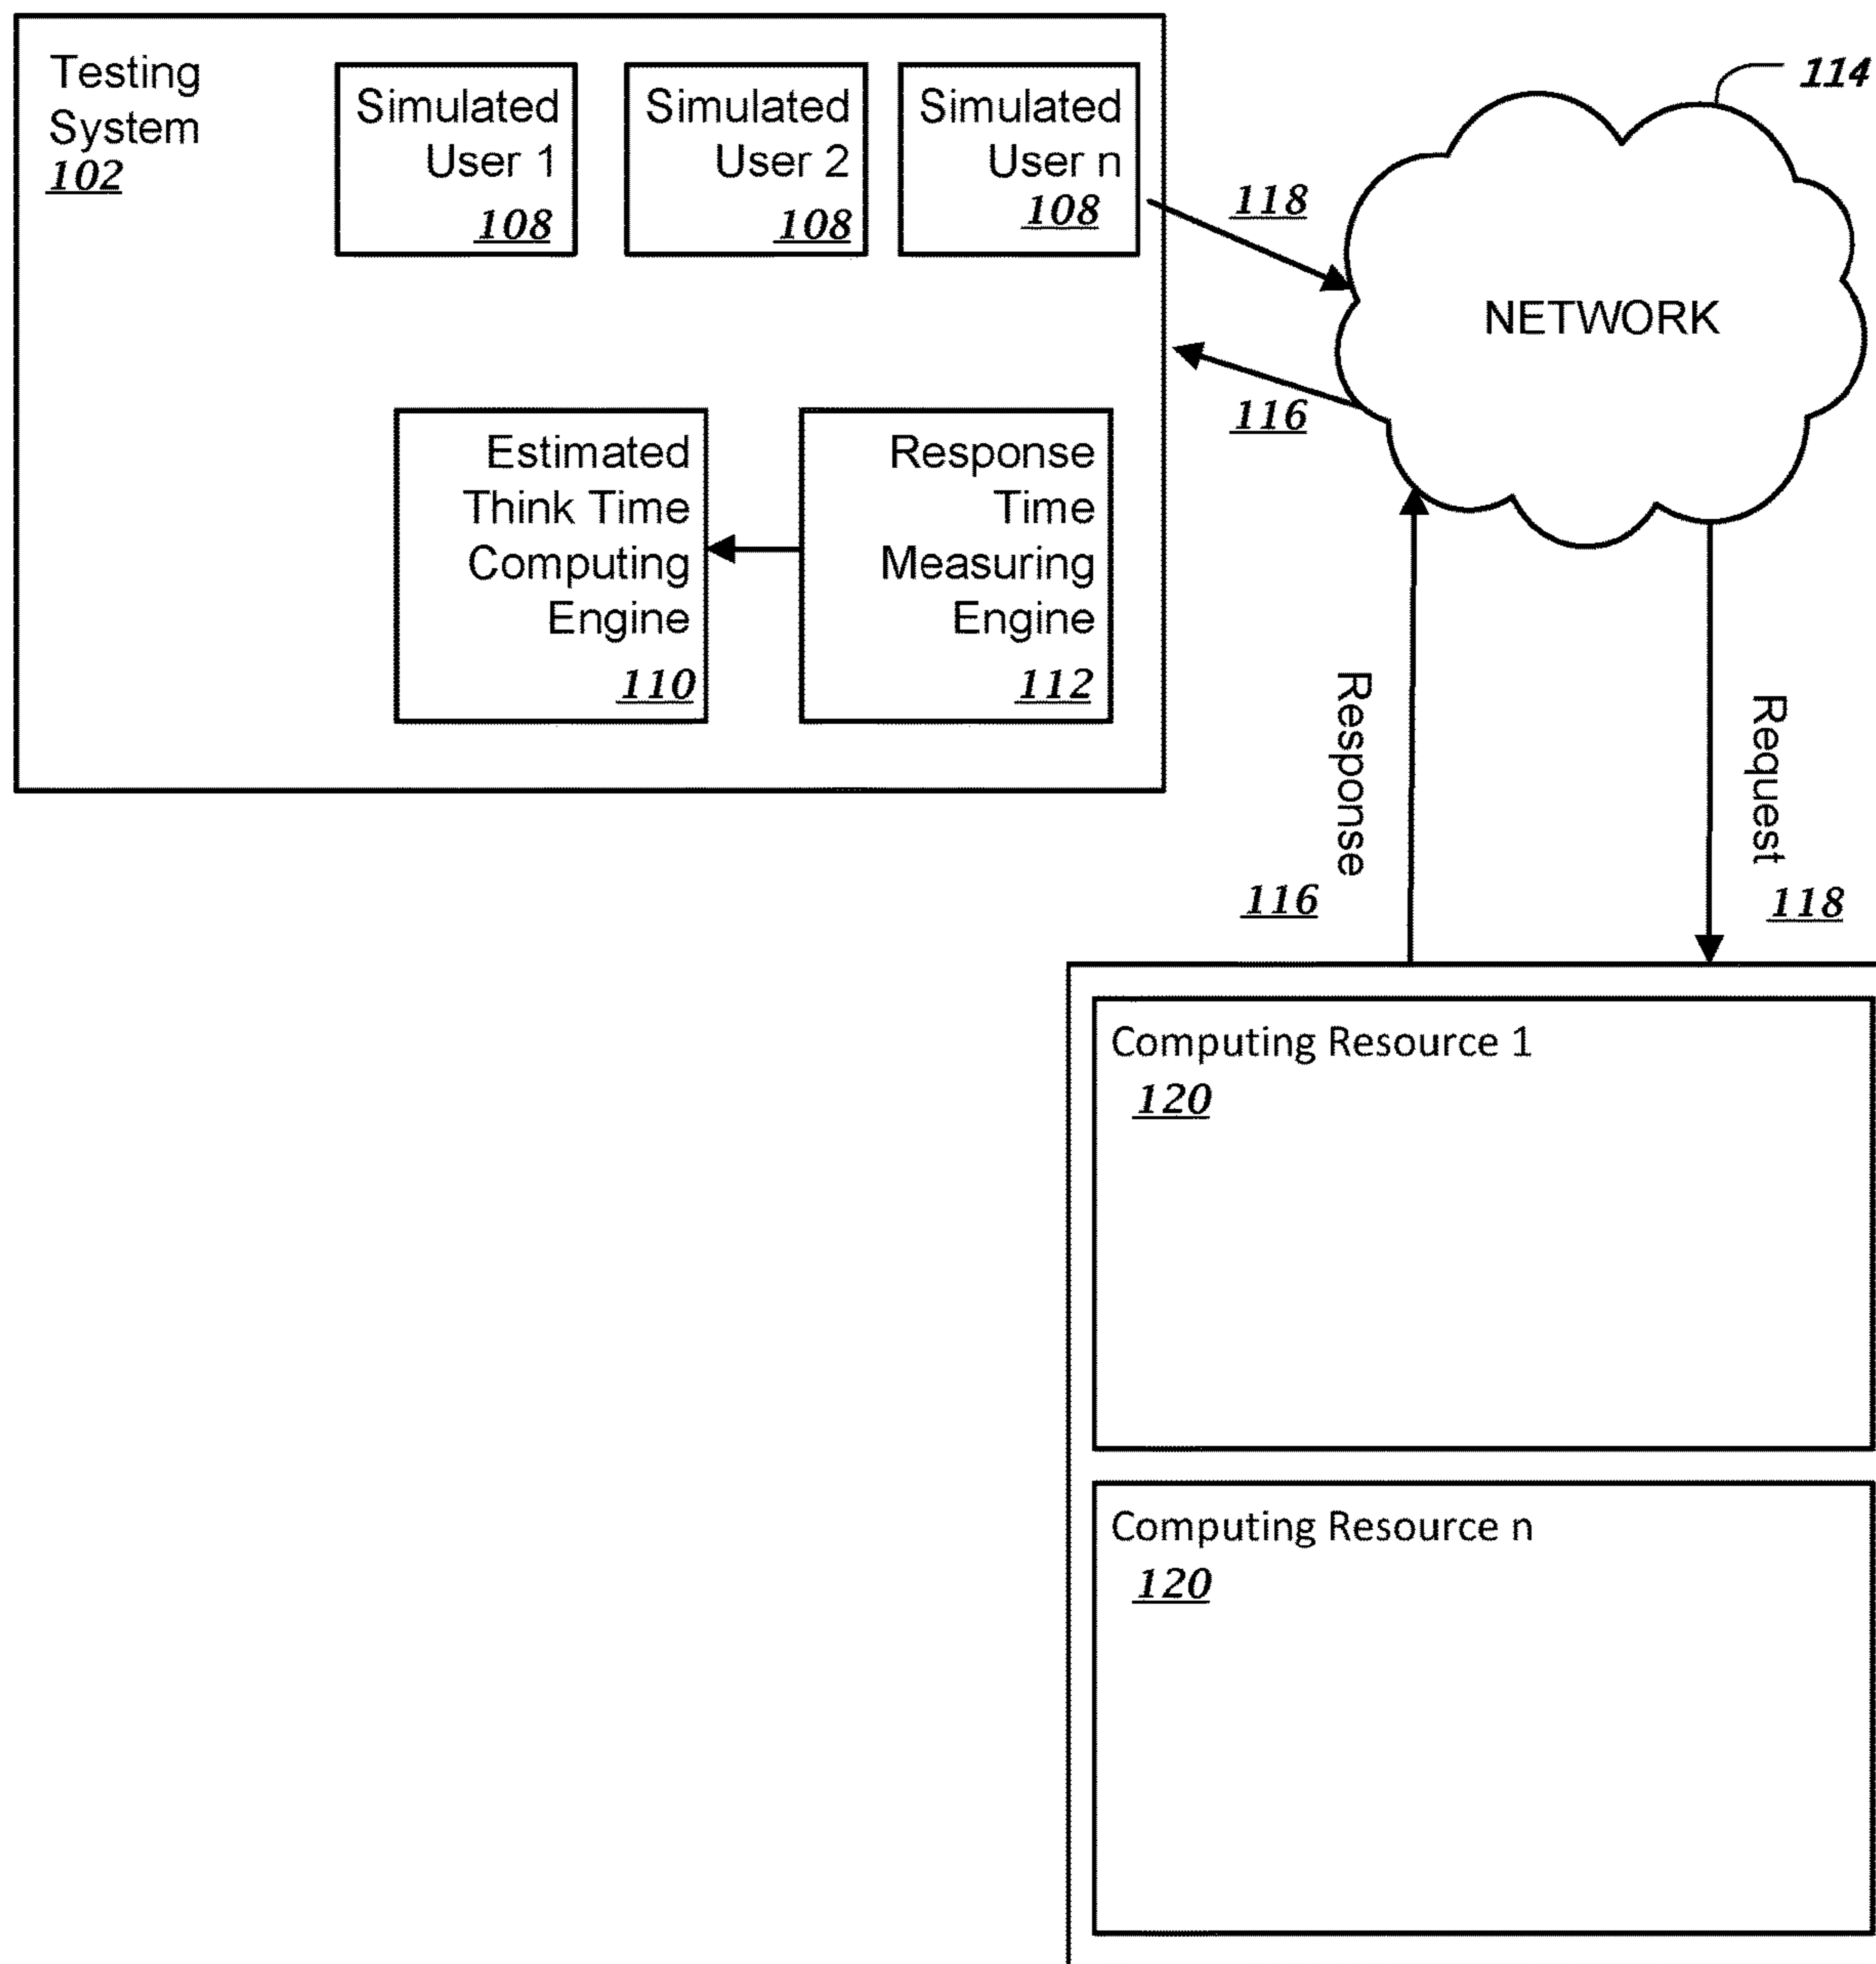 Testing
System
102
Simulated
User 1
108
Simulated
User 2
108
Simulated
User n
108
118
114
NETWORK
116
Estimated
Think Time
Computing
Engine
110
Response
Time
Measuring
Engine
112
Response
116
Request
118
Computing Resource 1
120
Computing Resource n
120